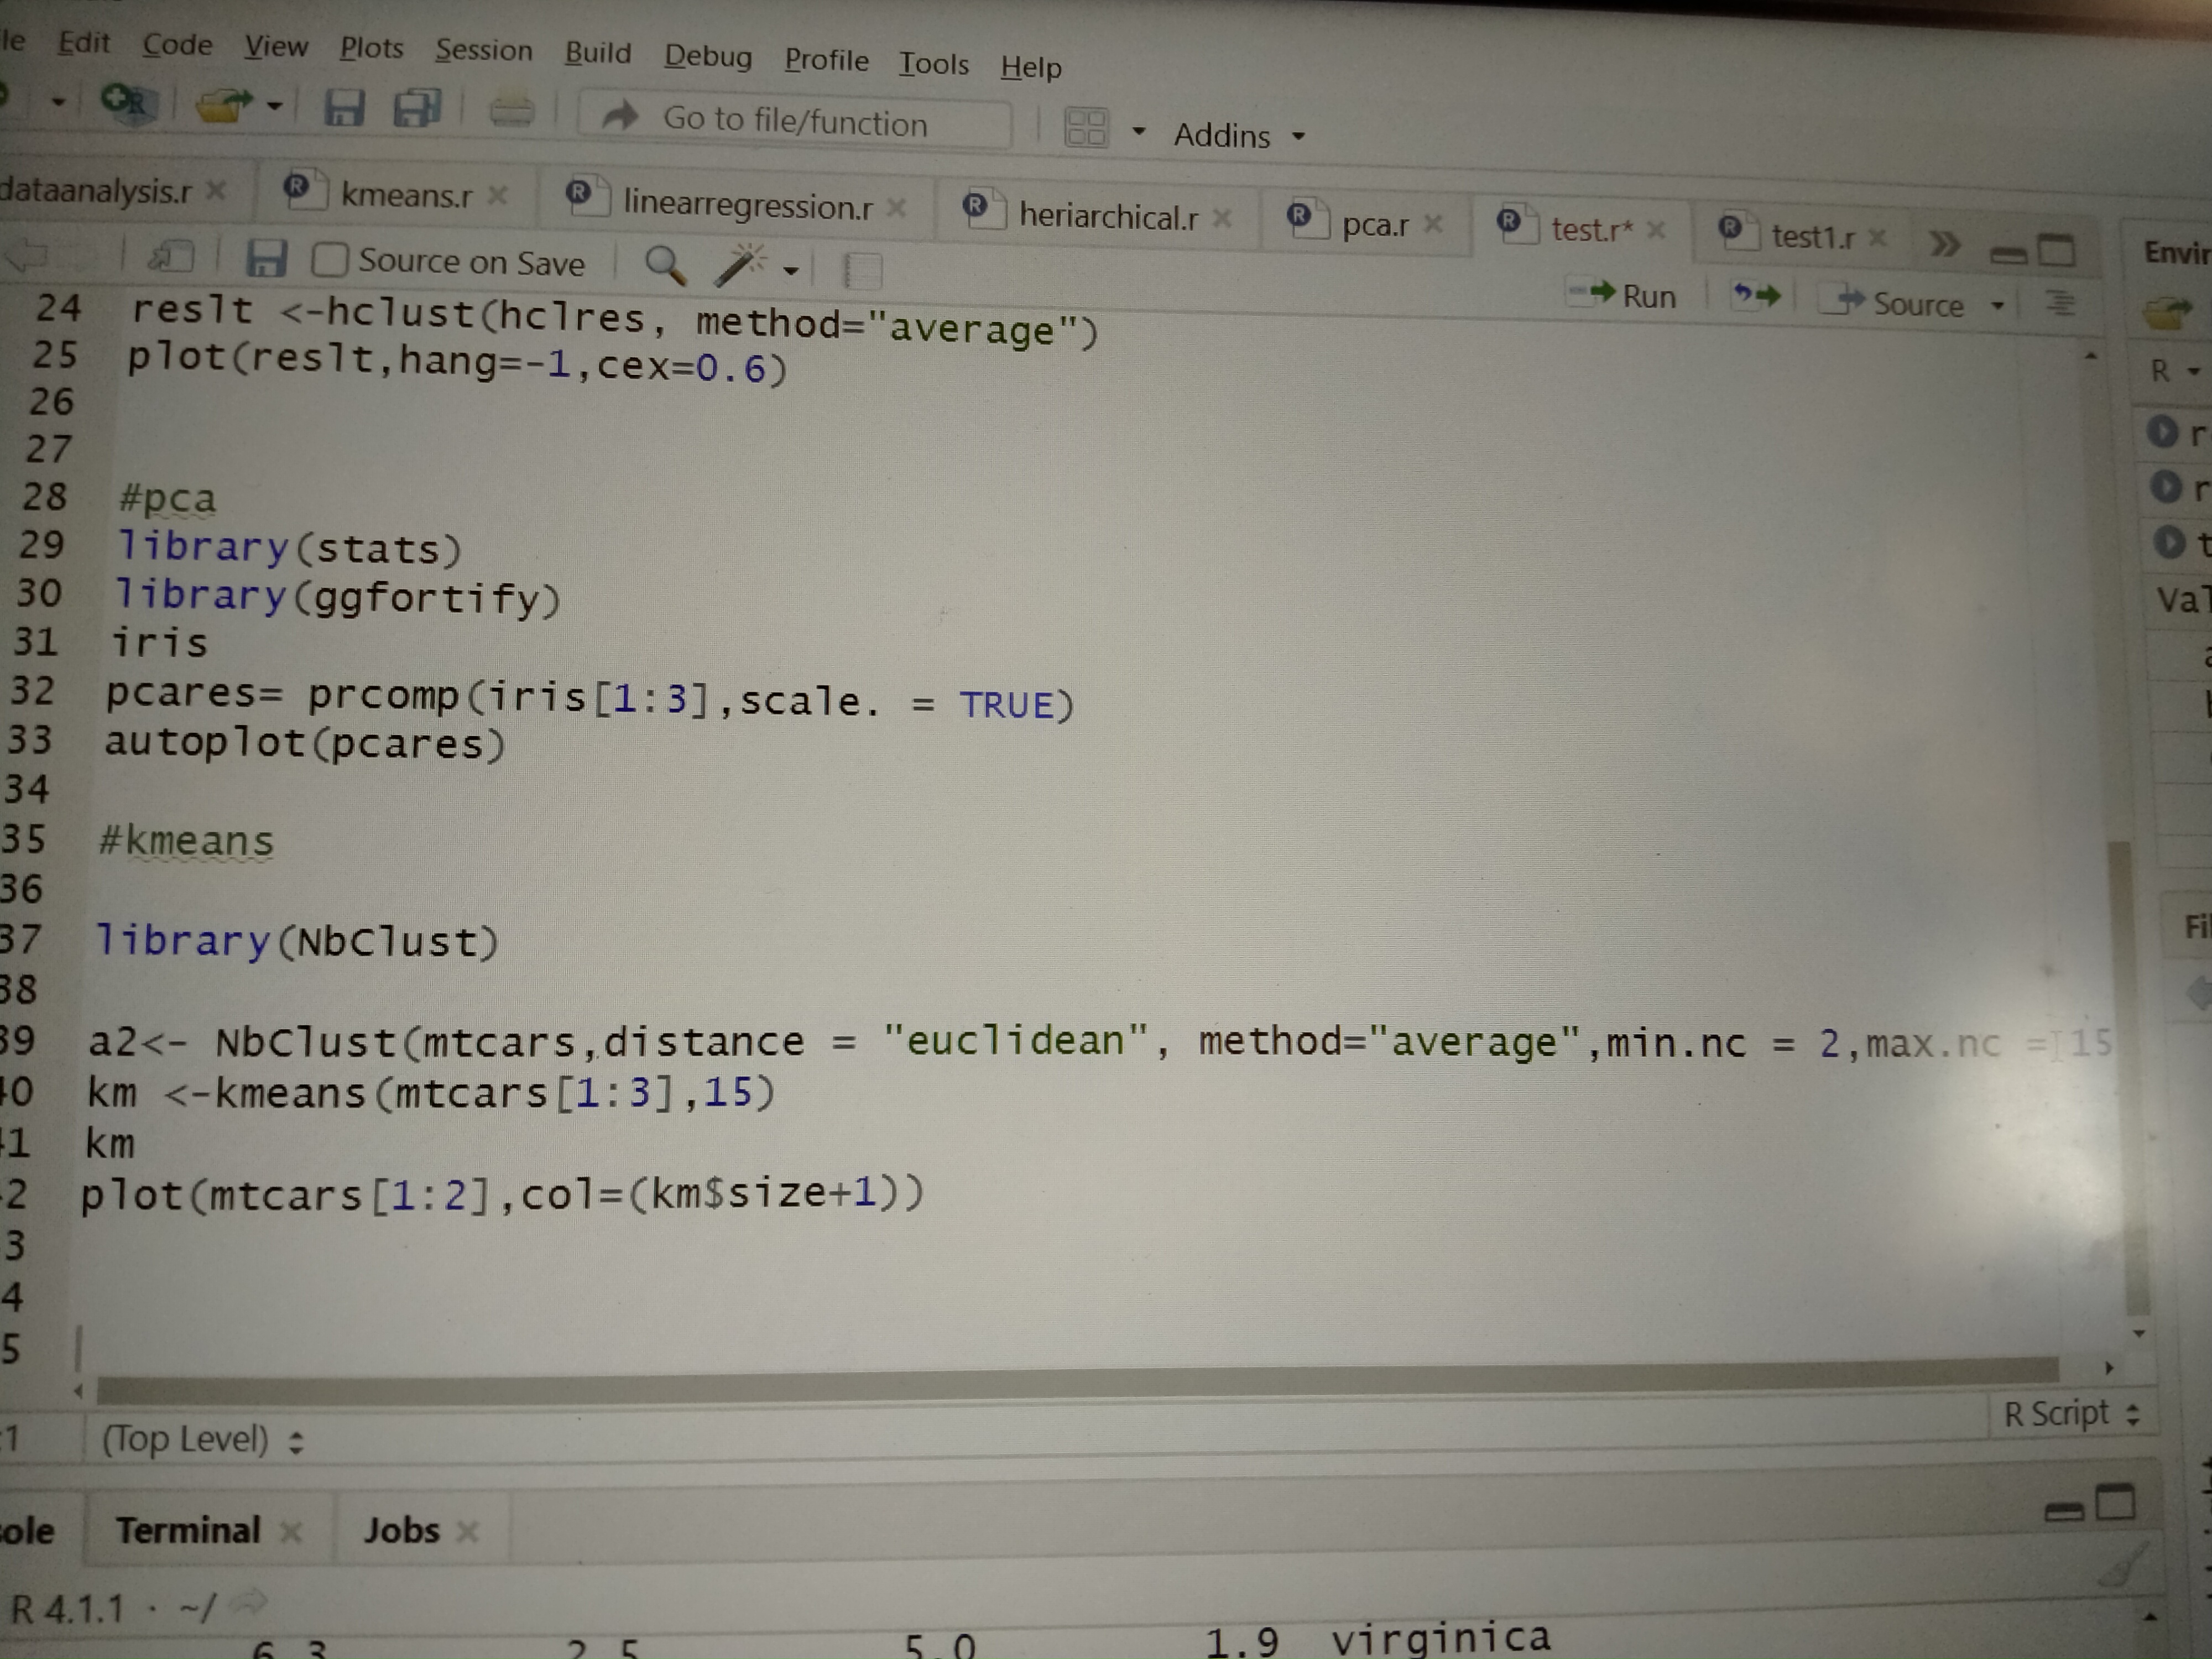 le Edit Code View Plots Session Build Debug Profile Tools Help
Go to file/function Addins
dataanalysis.r kmeans.r linearregression.r heriarchical.r pca.r test.r* test1.r
Envir
Source on Save Run Source
R
24 reslt <-hclust(hclres, method="average")
25 plot(reslt,hang=-1,cex=0.6)
26
27
28 #pca
29 library(stats)
30 library(ggfortify)
31 iris
32 pcares= prcomp(iris[1:3],scale. = TRUE)
33 autoplot(pcares)
34
35 #kmeans
36
37 library(NbClust)
38
39 a2<- NbClust(mtcars,distance = "euclidean", method="average",min.nc = 2,max.nc = 15
40 km <-kmeans(mtcars[1:3],15)
41 km
2 plot(mtcars[1:2],col=(km$size+1))
3
4
5
r
r
t
Val
Fil
:1 (Top Level) R Script
sole Terminal Jobs
R 4.1.1 · ~/
6.3 2.5 5.0 1.9 virginica